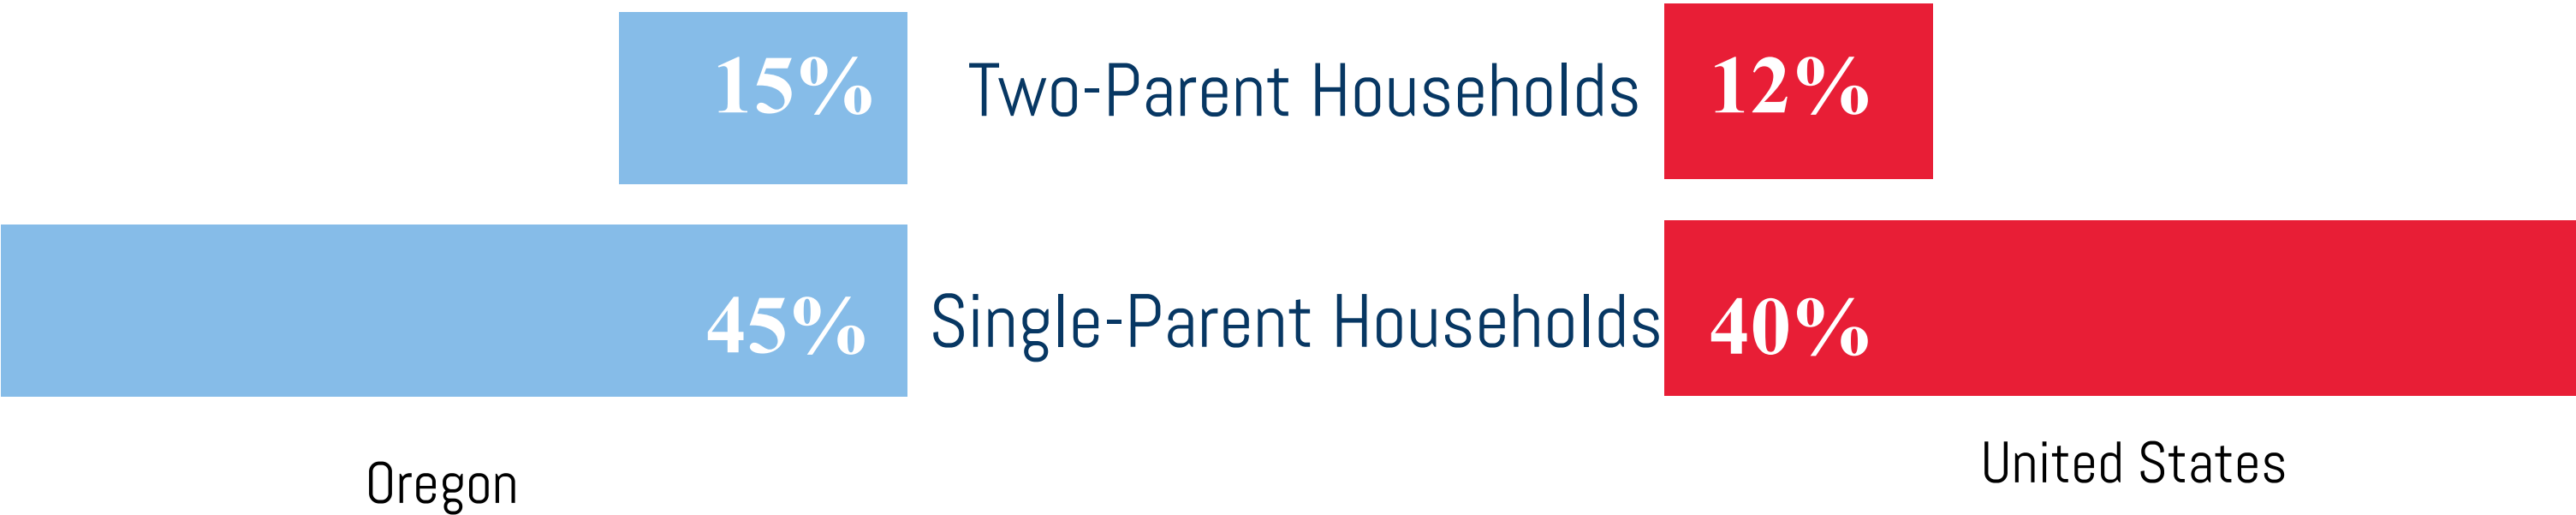 15% Two-Parent Households 12%
45% Single-Parent Households 40%
Oregon United States